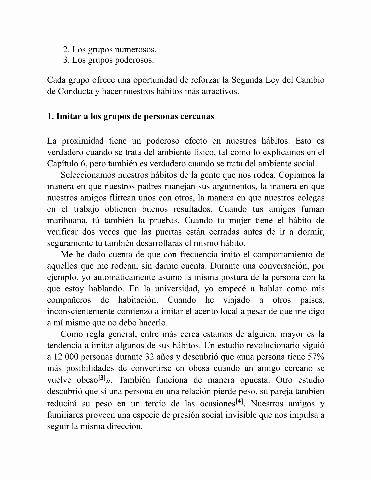 2. Los grupos numerosos.
3. Los grupos poderosos.
Cada grupo ofrece una oportunidad de reforzar la Segunda Ley del Cambio
de Conducta y hacer nuestros hábitos más atractivos.
1. Imitar a los grupos de personas cercanas
La proximidad tiene un poderoso efecto en nuestros hábitos. Esto es
verdadero cuando se trata del ambiente físico, tal como lo explicamos en el
Capítulo 6, pero también es verdadero cuando se trata del ambiente social.
Seleccionamos nuestros hábitos de la gente que nos rodea. Copiamos la
manera en que nuestros padres manejan sus argumentos, la manera en que
nuestros amigos flirtean unos con otros, la manera en que nuestros colegas
en el trabajo obtienen buenos resultados. Cuando tus amigos fuman
marihuana, tú también la pruebas. Cuando tu mujer tiene el hábito de
verificar dos veces que las puertas están cerradas antes de ir a dormir,
seguramente tú también desarrollarás el mismo hábito.
Me he dado cuenta de que con frecuencia imito el comportamiento de
aquellos que me rodean, sin darme cuenta. Durante una conversación, por
ejemplo, yo automáticamente asumo la misma postura de la persona con la
que estoy hablando. En la universidad, yo empecé a hablar como mis
compañeros de habitación. Cuando he viajado a otros países,
inconscientemente comienzo a imitar el acento local a pesar de que me digo
a mí mismo que no debo hacerlo.
Como regla general, entre más cerca estamos de alguien, mayor es la
tendencia a imitar algunos de sus hábitos. Un estudio revolucionario siguió
a 12 000 personas durante 32 años y descubrió que «una persona tiene 57%
más posibilidades de convertirse en obesa cuando un amigo cercano se
vuelve obeso[3]». También funciona de manera opuesta. Otro estudio
descubrió que si una persona en una relación pierde peso, su pareja también
reducirá su peso en un tercio de las ocasiones[4]. Nuestros amigos y
familiares proveen una especie de presión social invisible que nos impulsa a
seguir la misma dirección.